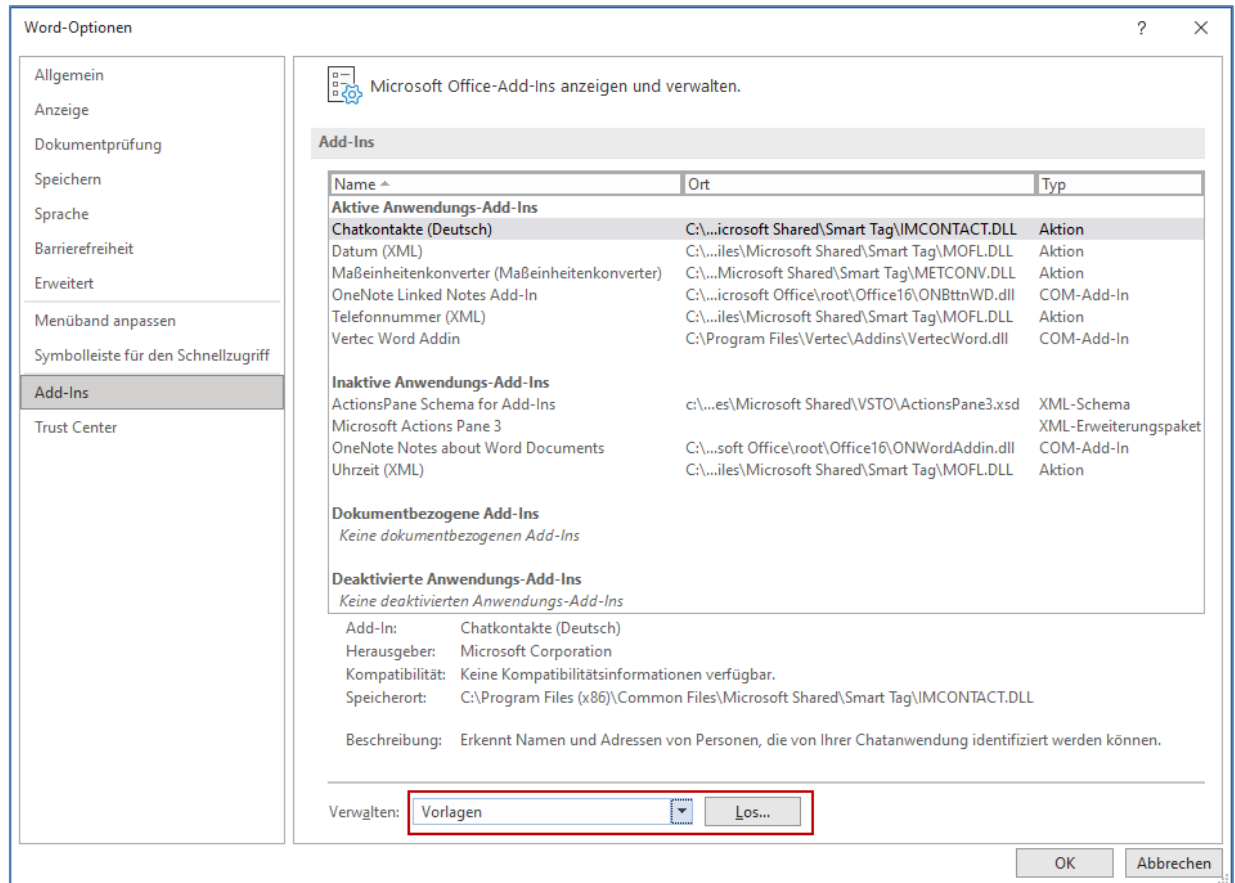 Word-Optionen ? ×
Allgemein
Anzeige
Dokumentprüfung
Speichern
Sprache
Barrierefreiheit
Erweitert
Menüband anpassen
Symbolleiste für den Schnellzugriff
Add-Ins
Trust Center
Microsoft Office-Add-Ins anzeigen und verwalten.
Add-Ins
Name Ort Typ
Aktive Anwendungs-Add-Ins
Chatkontakte (Deutsch) C:\...icrosoft Shared\Smart Tag\IMCONTACT.DLL Aktion
Datum (XML) C:\...iles\Microsoft Shared\Smart Tag\MOFL.DLL Aktion
Maßeinheitenkonverter (Maßeinheitenkonverter) C:\...Microsoft Shared\Smart Tag\METCONV.DLL Aktion
OneNote Linked Notes Add-In C:\...icrosoft Office\root\Office16\ONBttnWD.dll COM-Add-In
Telefonnummer (XML) C:\...iles\Microsoft Shared\Smart Tag\MOFL.DLL Aktion
Vertec Word Addin C:\Program Files\Vertec\Addins\VertecWord.dll COM-Add-In
Inaktive Anwendungs-Add-Ins
ActionsPane Schema for Add-Ins c:\...es\Microsoft Shared\VSTO\ActionsPane3.xsd XML-Schema
Microsoft Actions Pane 3 XML-Erweiterungspaket
OneNote Notes about Word Documents C:\...soft Office\root\Office16\ONWordAddin.dll COM-Add-In
Uhrzeit (XML) C:\...iles\Microsoft Shared\Smart Tag\MOFL.DLL Aktion
Dokumentbezogene Add-Ins
Keine dokumentbezogenen Add-Ins
Deaktivierte Anwendungs-Add-Ins
Keine deaktivierten Anwendungs-Add-Ins
Add-In: Chatkontakte (Deutsch)
Herausgeber: Microsoft Corporation
Kompatibilität: Keine Kompatibilitätsinformationen verfügbar.
Speicherort: C:\Program Files (x86)\Common Files\Microsoft Shared\Smart Tag\IMCONTACT.DLL
Beschreibung: Erkennt Namen und Adressen von Personen, die von Ihrer Chatanwendung identifiziert werden können.
Verwalten: Vorlagen Los...
OK Abbrechen